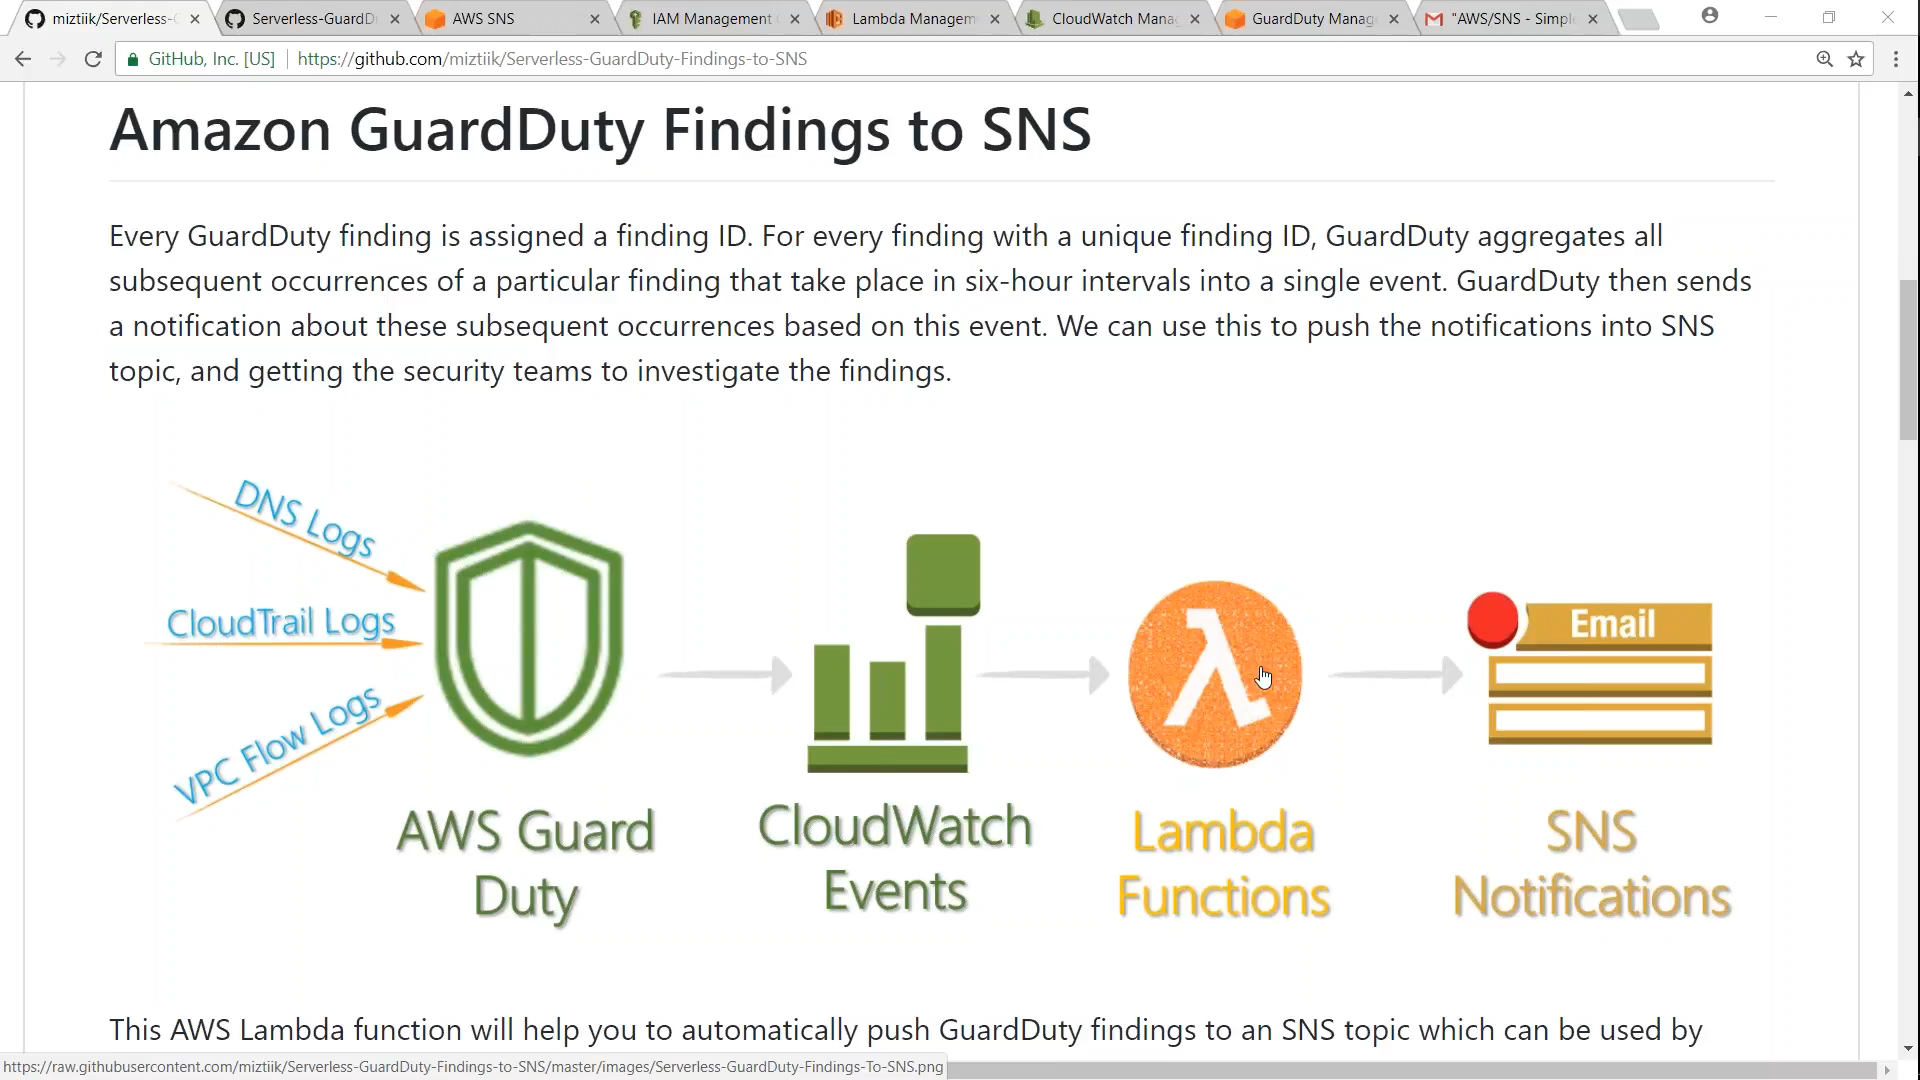 miztiik/Serverless-G
Serverless-GuardD
AWS SNS
IAM Management C
Lambda Managem
CloudWatch Mana
GuardDuty Manag
"AWS/SNS - Simple
GitHub, Inc. [US]
https://github.com/miztiik/Serverless-GuardDuty-Findings-to-SNS
Amazon GuardDuty Findings to SNS
Every GuardDuty finding is assigned a finding ID. For every finding with a unique finding ID, GuardDuty aggregates all
subsequent occurrences of a particular finding that take place in six-hour intervals into a single event. GuardDuty then sends
a notification about these subsequent occurrences based on this event. We can use this to push the notifications into SNS
topic, and getting the security teams to investigate the findings.
DNS Logs
CloudTrail Logs
VPC Flow Logs
AWS Guard
Duty
CloudWatch
Events
Lambda
Functions
Email
SNS
Notifications
This AWS Lambda function will help you to automatically push GuardDuty findings to an SNS topic which can be used by
https://raw.githubusercontent.com/miztiik/Serverless-GuardDuty-Findings-to-SNS/master/images/Serverless-GuardDuty-Findings-To-SNS.png